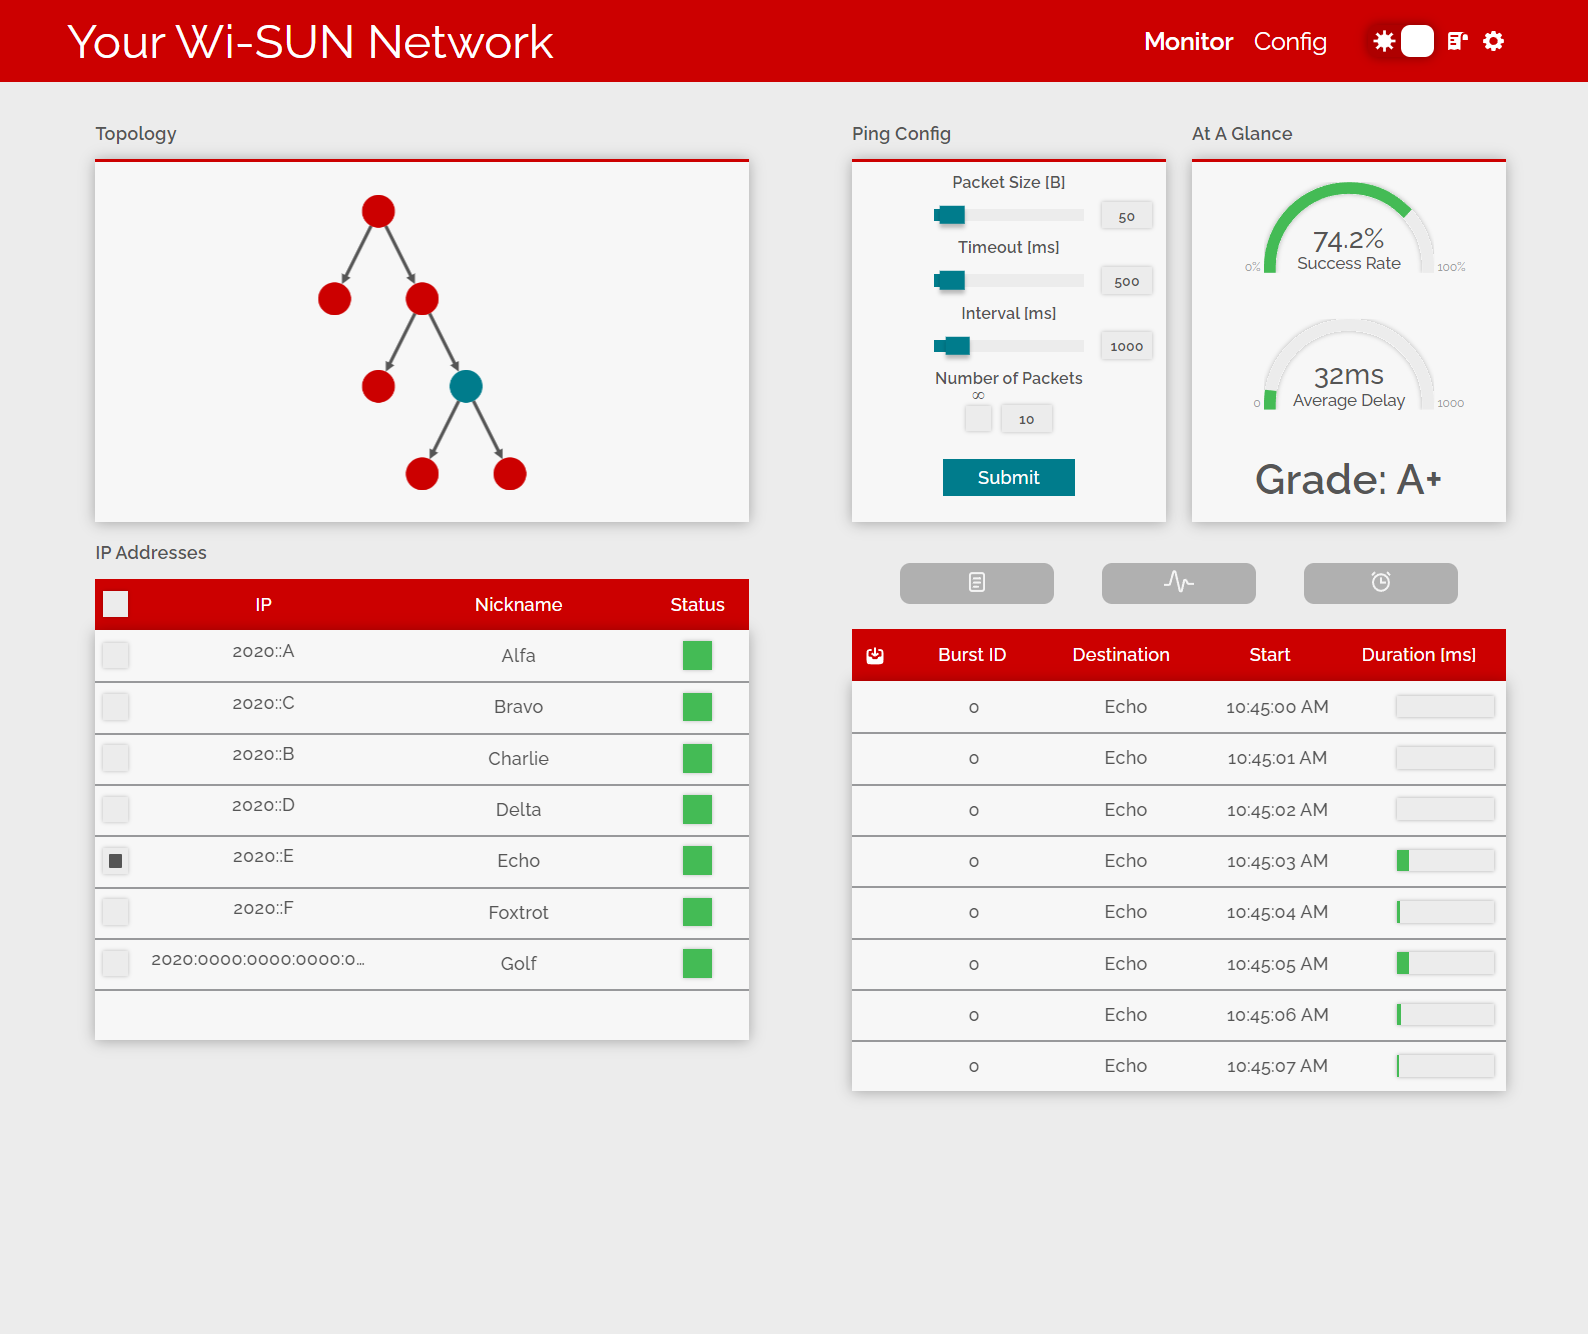 Your Wi-SUN Network
Monitor Config
Topology
Ping Config
Packet Size [B]
50
Timeout [ms]
500
Interval [ms]
1000
Number of Packets
∞
10
Submit
At A Glance
74.2%
Success Rate
0% 100%
32ms
Average Delay
0 1000
Grade: A+
IP Addresses
IP Nickname Status
2020::A Alfa
2020::C Bravo
2020::B Charlie
2020::D Delta
2020::E Echo
2020::F Foxtrot
2020:0000:0000:0000:0... Golf
Burst ID Destination Start Duration [ms]
0 Echo 10:45:00 AM
0 Echo 10:45:01 AM
0 Echo 10:45:02 AM
0 Echo 10:45:03 AM
0 Echo 10:45:04 AM
0 Echo 10:45:05 AM
0 Echo 10:45:06 AM
0 Echo 10:45:07 AM